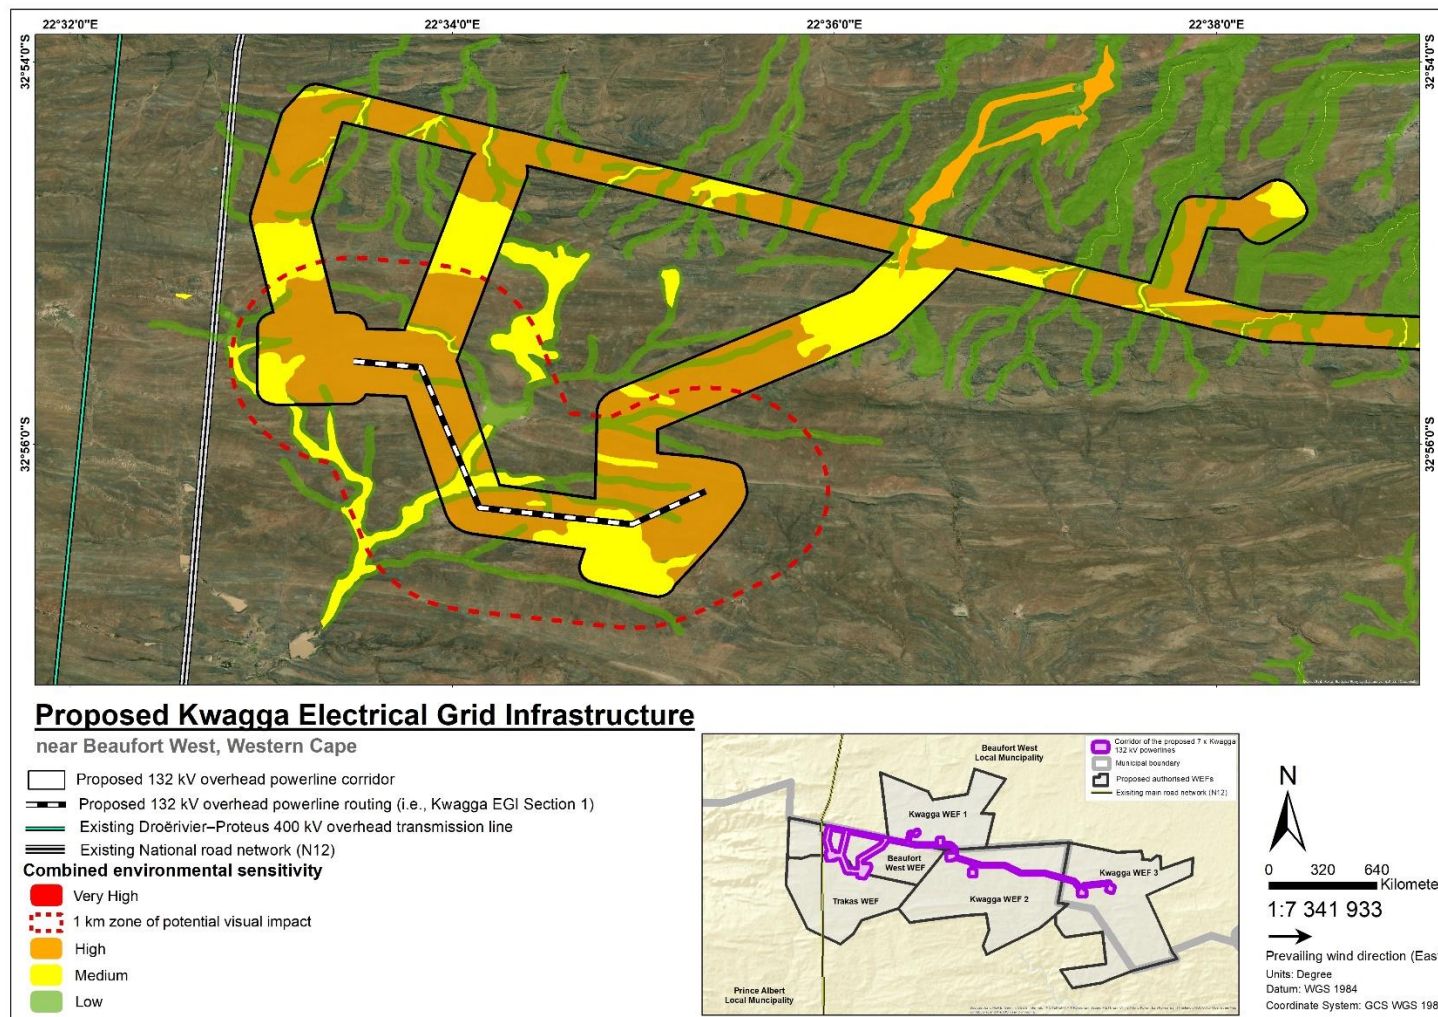 22°32'0"E
22°34'0"E
22°36'0"E
22°38'0"E
32°54'0"S
32°54'0"S
32°56'0"S
32°56'0"S
Proposed Kwagga Electrical Grid Infrastructure
near Beaufort West, Western Cape
Proposed 132 kV overhead powerline corridor
Proposed 132 kV overhead powerline routing (i.e., Kwagga EGI Section 1)
Existing Droërivier–Proteus 400 kV overhead transmission line
Existing National road network (N12)
Combined environmental sensitivity
Very High
1 km zone of potential visual impact
High
Medium
Low
Beaufort West
Local Municipality
Corridor of the proposed 7 x Kwagga
132 kV powerlines
Municipal boundary
Proposed authorised WEFs
Exisiting main road network (N12)
Kwagga WEF 1
Beaufort
West WEF
Kwagga WEF 3
Trakas WEF
Kwagga WEF 2
Prince Albert
Local Municipality
N
0 320 640
Kilomete
1:7 341 933
Prevailing wind direction (Eas
Units: Degree
Datum: WGS 1984
Coordinate System: GCS WGS 198